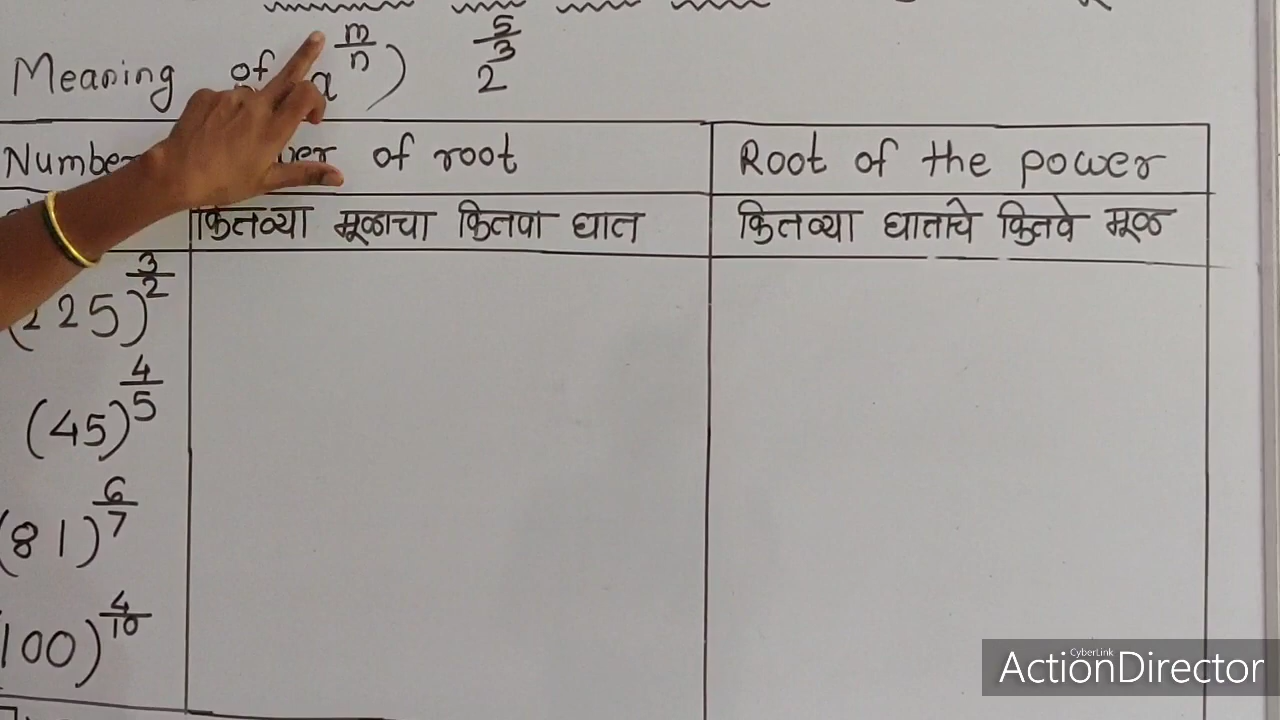 Meaning of a^(m/n)) 2^(5/3)
of root Root of the power
कितव्या मूळाचा कितवा घात कितव्या घाताचे कितवे मूळ
(225)^(3/2)
(45)^(4/5)
(81)^(6/7)
100)^(4/10)
CyberLink
ActionDirector